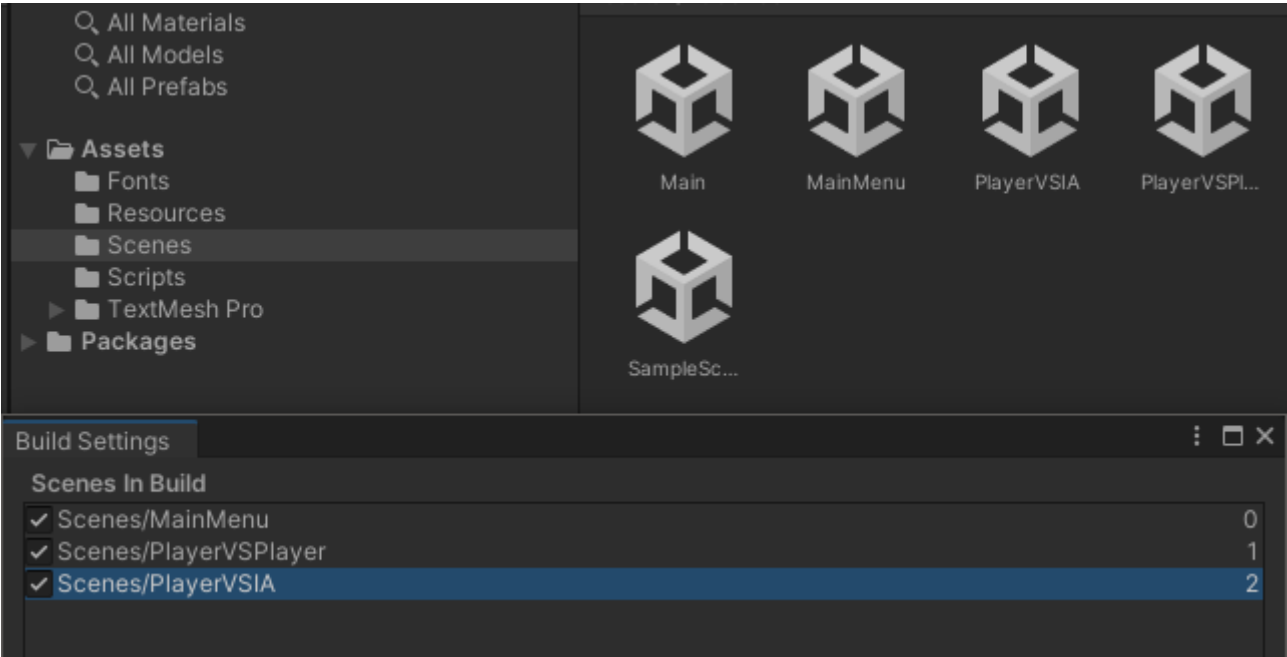 All Materials
All Models
All Prefabs
Assets
Fonts
Resources
Scenes
Scripts
TextMesh Pro
Packages
Main MainMenu PlayerVSIA PlayerVSPl...
SampleSc...
Build Settings
Scenes In Build
Scenes/MainMenu 0
Scenes/PlayerVSPlayer 1
Scenes/PlayerVSIA 2